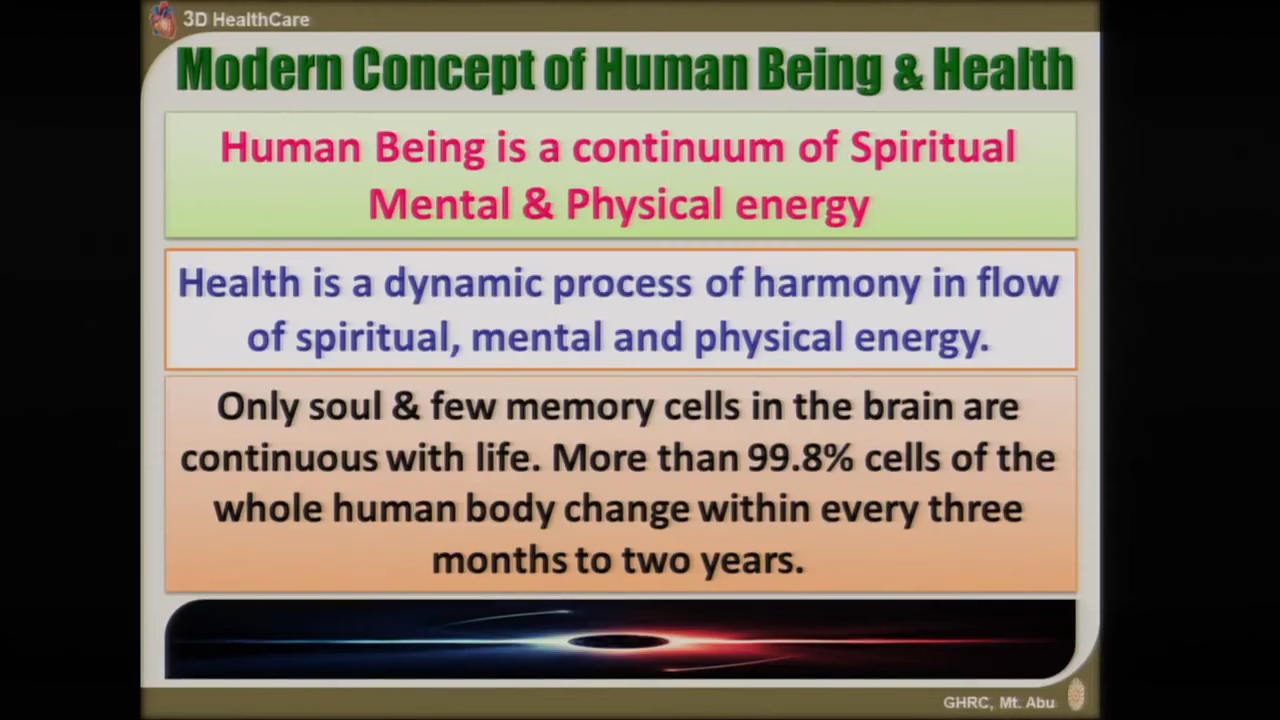 3D HealthCare
Modern Concept of Human Being & Health
Human Being is a continuum of Spiritual
Mental & Physical energy
Health is a dynamic process of harmony in flow
of spiritual, mental and physical energy.
Only soul & few memory cells in the brain are
continuous with life. More than 99.8% cells of the
whole human body change within every three
months to two years.
GHRC, Mt. Abu